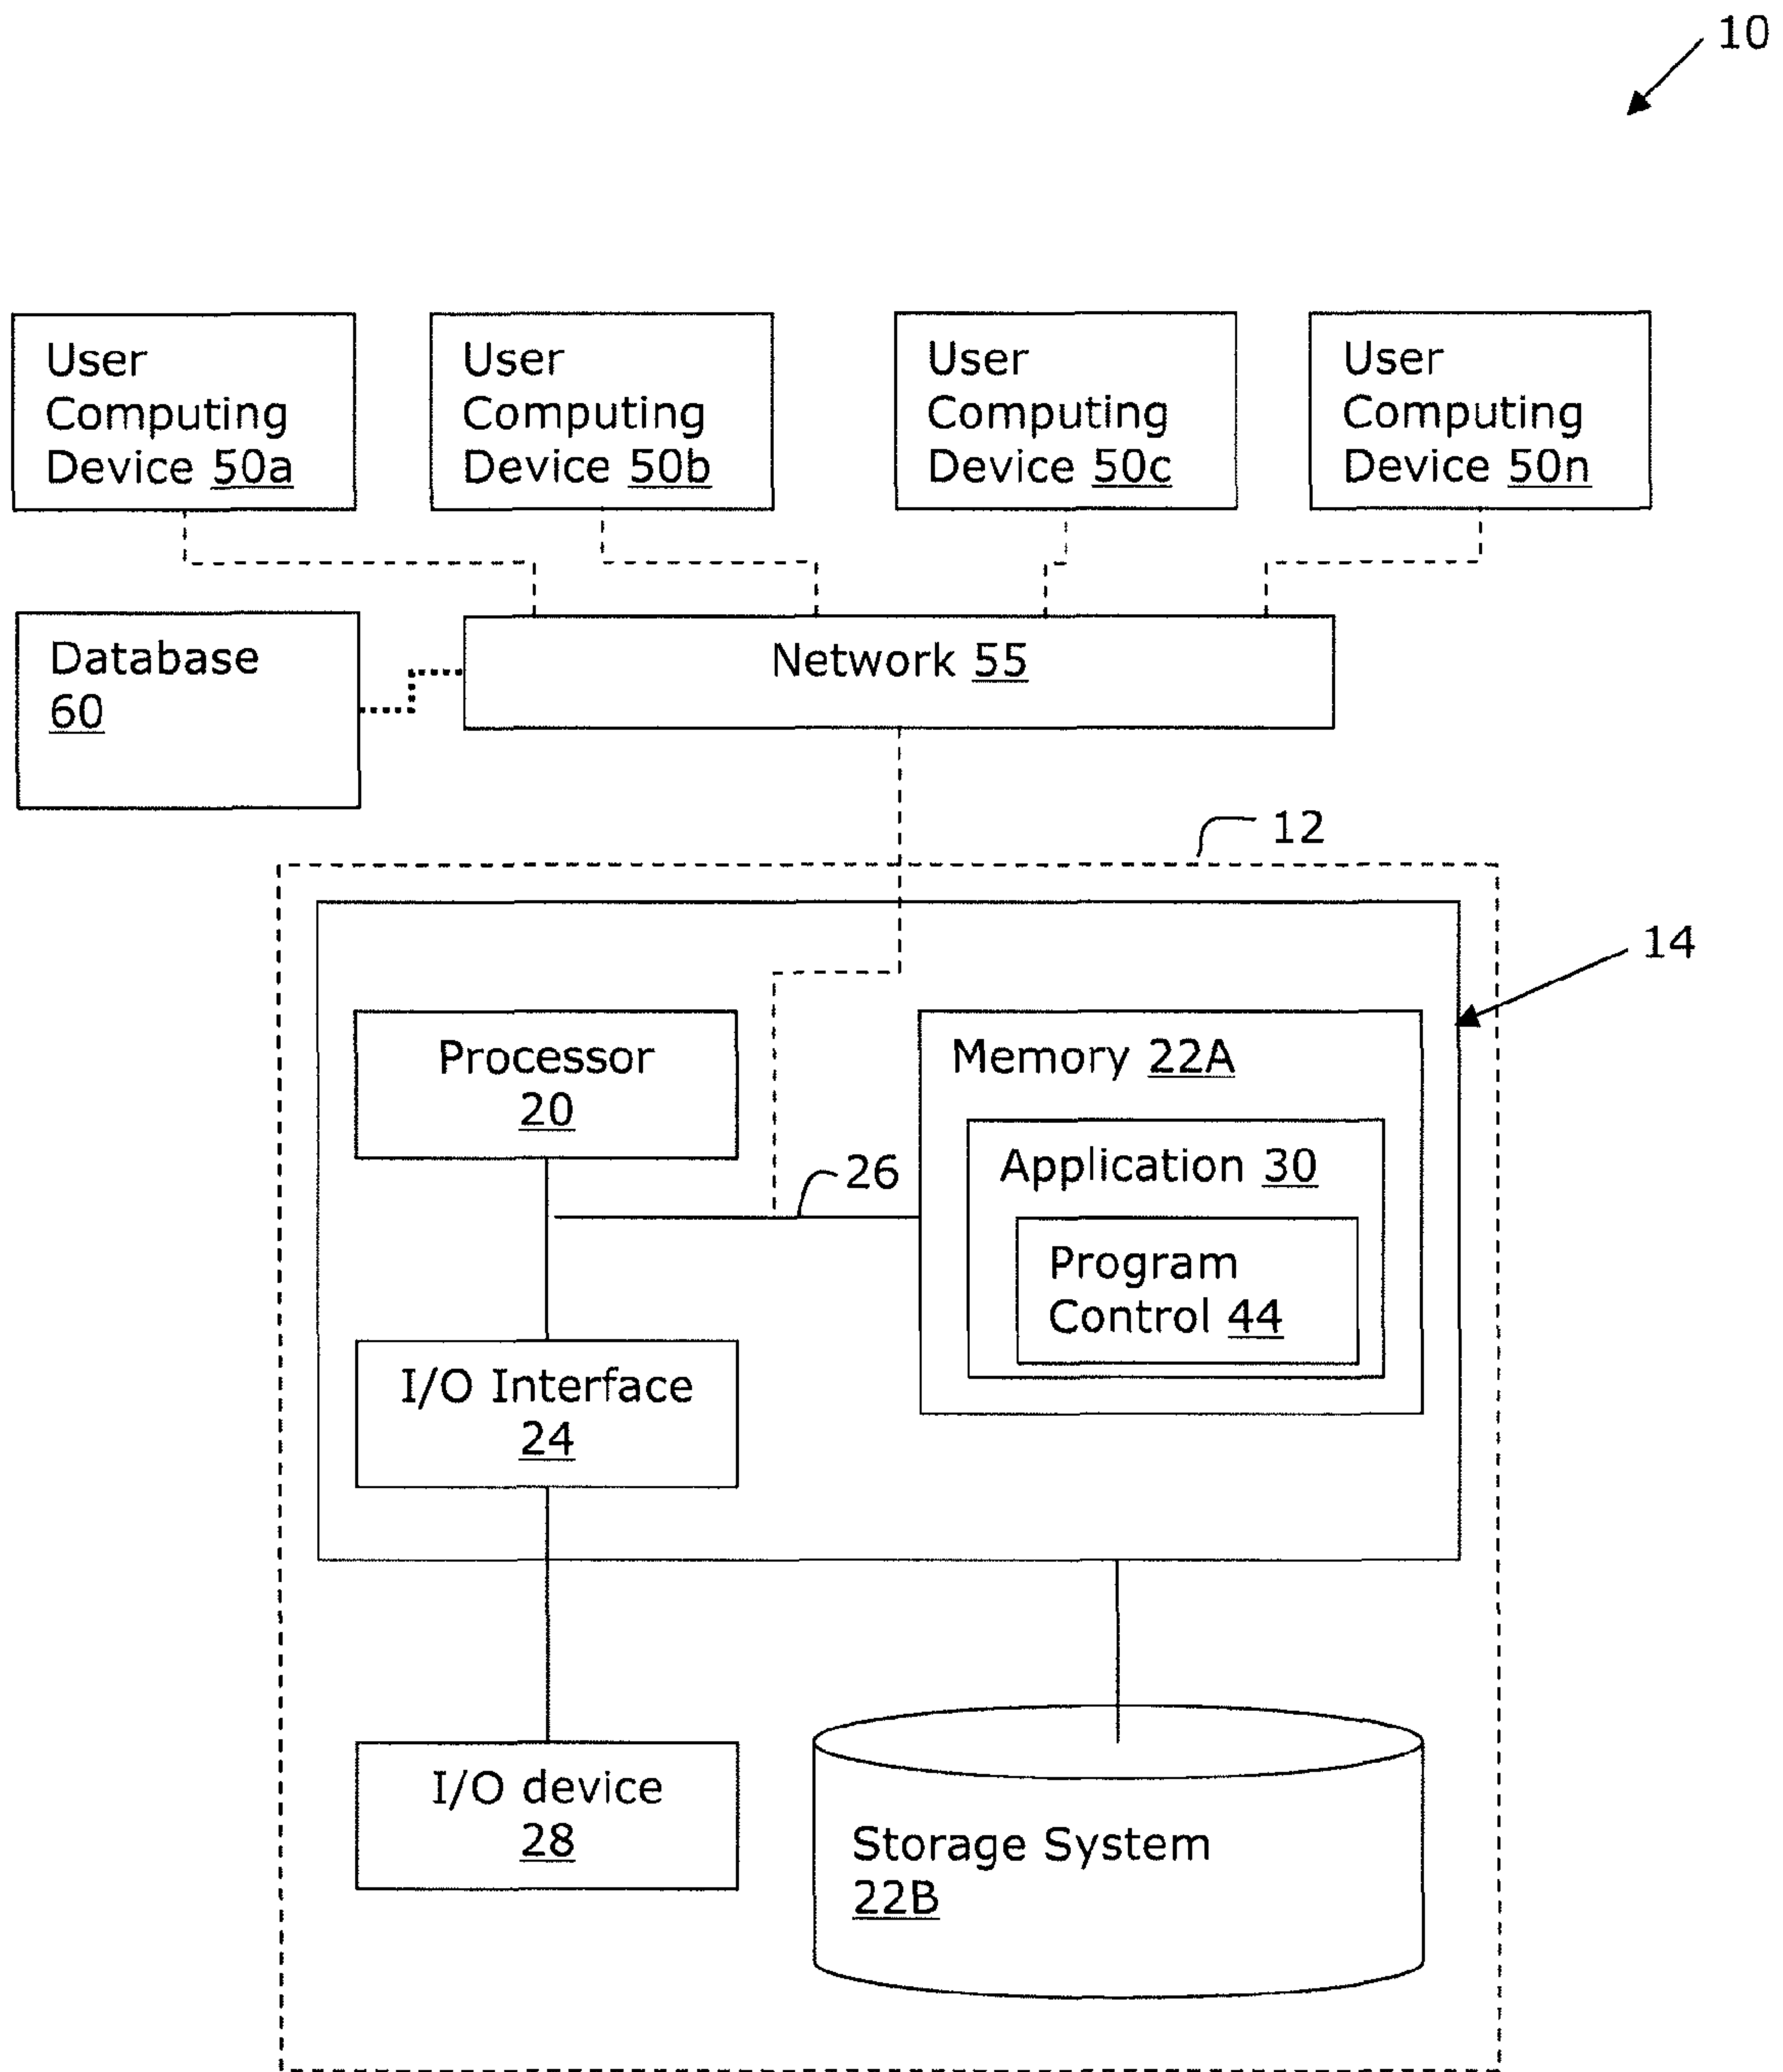 10
User
Computing
Device 50a
User
Computing
Device 50b
User
Computing
Device 50c
User
Computing
Device 50n
Database
60
Network 55
12
14
Processor
20
Memory 22A
Application 30
26
Program
Control 44
I/O Interface
24
I/O device
28
Storage System
22B